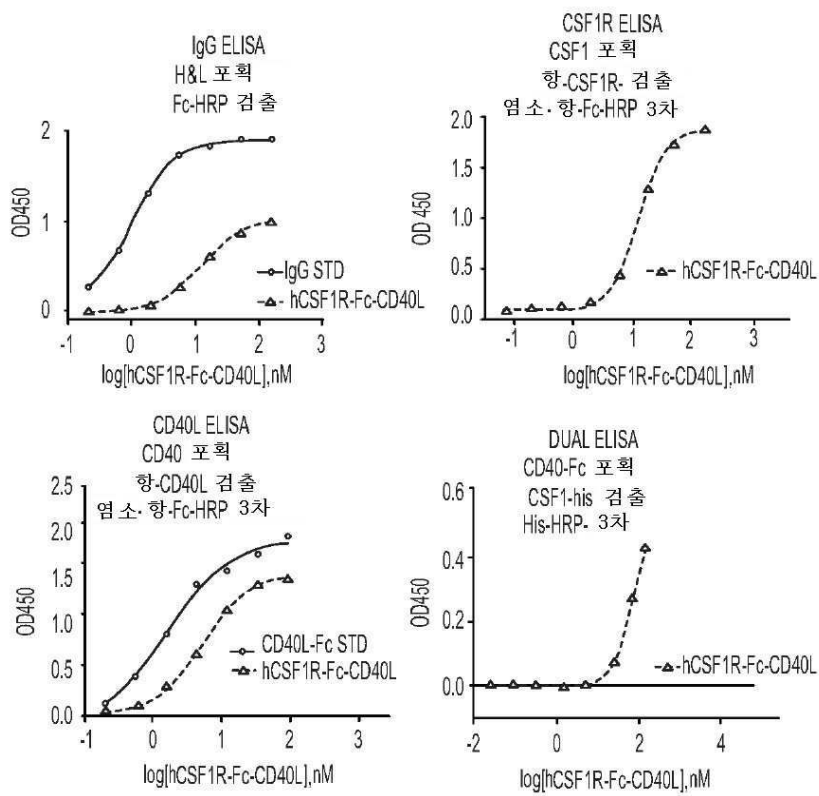 IgG ELISA
H&L 포획
Fc-HRP 검출
2
1
0
OD450
IgG STD
hCSF1R-Fc-CD40L
-1
0
1
2
3
log[hCSF1R-Fc-CD40L],nM
CSF1R ELISA
CSF1 포획
항-CSF1R- 검출
염소·항-Fc-HRP 3차
2.0
1.5
1.0
0.5
0.0
OD 450
hCSF1R-Fc-CD40L
-1
0
1
2
3
log[hCSF1R-Fc-CD40L],nM
CD40L ELISA
CD40 포획
항-CD40L 검출
염소·항-Fc-HRP 3차
2.5
2.0
1.5
1.0
0.5
0.0
OD450
CD40L-Fc STD
hCSF1R-Fc-CD40L
-1
0
1
2
3
log[hCSF1R-Fc-CD40L],nM
DUAL ELISA
CD40-Fc 포획
CSF1-his 검출
His-HRP- 3차
0.6
0.4
0.2
0.0
OD450
hCSF1R-Fc-CD40L
-2
0
2
4
log[hCSF1R-Fc-CD40L],nM